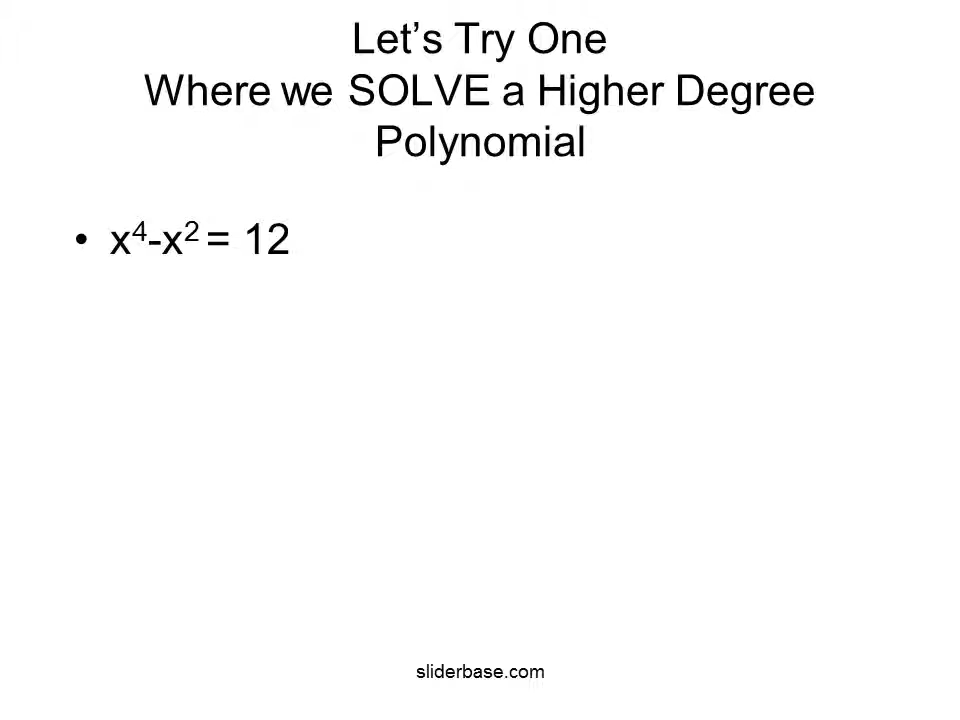 Let’s Try One
Where we SOLVE a Higher Degree
Polynomial
• x⁴-x² = 12
sliderbase.com